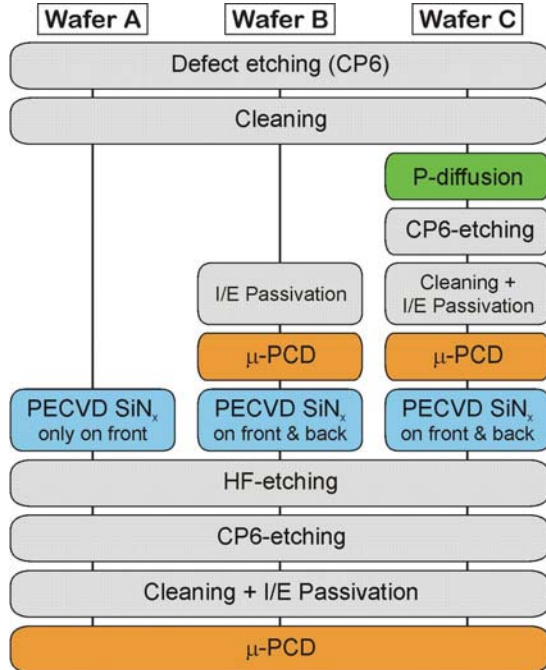 Wafer A Wafer B Wafer C
Defect etching (CP6)
Cleaning
P-diffusion
CP6-etching
I/E Passivation
Cleaning +
I/E Passivation
μ-PCD μ-PCD
PECVD SiNₓ
only on front
PECVD SiNₓ
on front & back
PECVD SiNₓ
on front & back
HF-etching
CP6-etching
Cleaning + I/E Passivation
μ-PCD